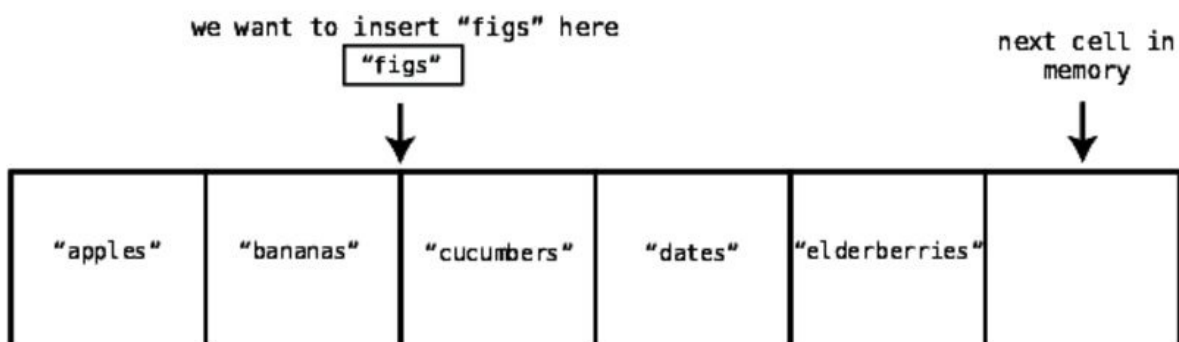 we want to insert “figs” here
“figs”
next cell in
memory
“apples”
“bananas”
“cucumbers”
“dates”
“elderberries”